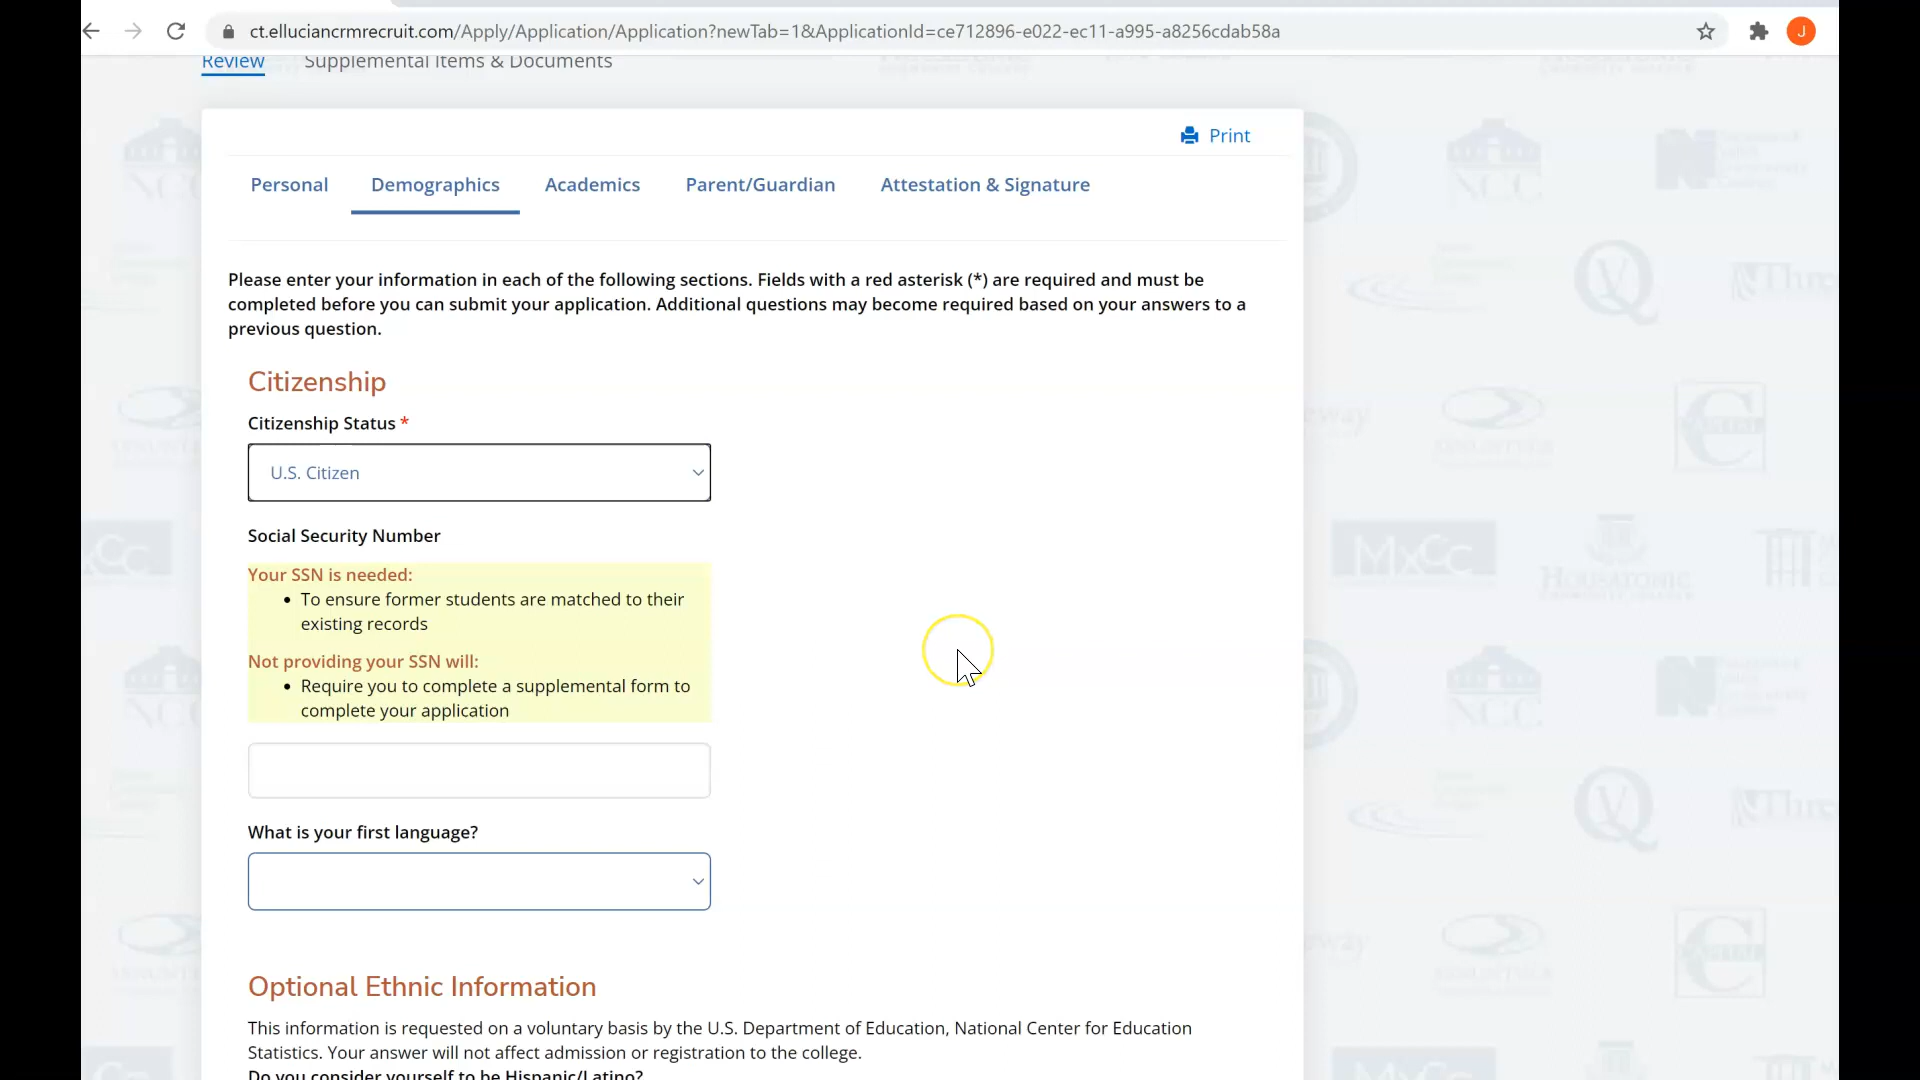 ct.elluciancrmrecruit.com/Apply/Application/Application?newTab=1&ApplicationId=ce712896-e022-ec11-a995-a8256cdab58a
J
Review Supplemental Items & Documents
Print
Personal Demographics Academics Parent/Guardian Attestation & Signature
Please enter your information in each of the following sections. Fields with a red asterisk (*) are required and must be
completed before you can submit your application. Additional questions may become required based on your answers to a
previous question.
Citizenship
Citizenship Status *
U.S. Citizen
Social Security Number
Your SSN is needed:
• To ensure former students are matched to their
existing records
Not providing your SSN will:
• Require you to complete a supplemental form to
complete your application
What is your first language?
Optional Ethnic Information
This information is requested on a voluntary basis by the U.S. Department of Education, National Center for Education
Statistics. Your answer will not affect admission or registration to the college.
Do you consider yourself to be Hispanic/Latino?
NCC
NCC
MxCC
HOUSATONIC
NCC
NCC